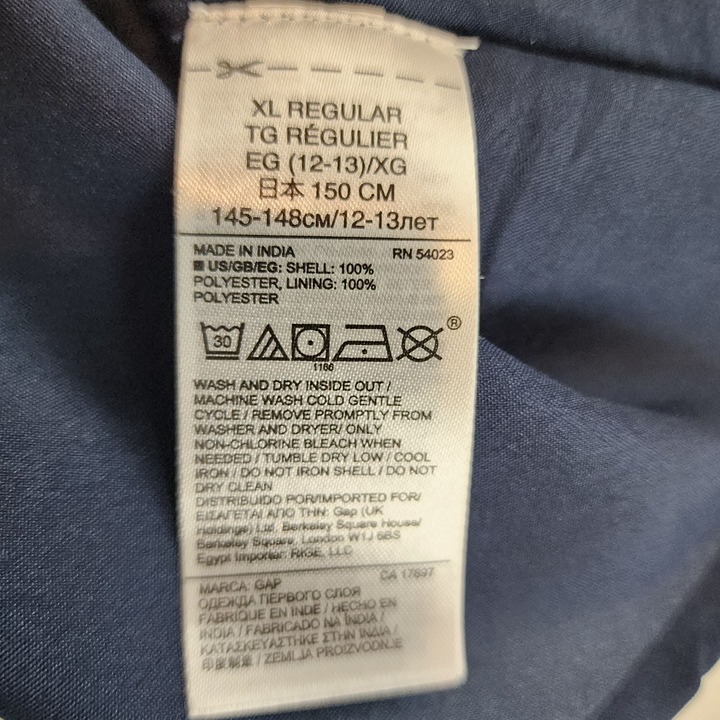 XL REGULAR
TG RÉGULIER
EG (12-13)/XG
日本 150 CM
145-148см/12-13лет
MADE IN INDIA RN 54023
US/GB/EG: SHELL: 100%
POLYESTER, LINING: 100%
POLYESTER
30
®
1166
WASH AND DRY INSIDE OUT /
MACHINE WASH COLD GENTLE
CYCLE / REMOVE PROMPTLY FROM
WASHER AND DRYER/ ONLY
NON-CHLORINE BLEACH WHEN
NEEDED / TUMBLE DRY LOW / COOL
IRON / DO NOT IRON SHELL / DO NOT
DRY CLEAN
DISTRIBUIDO POR/IMPORTED FOR/
ΕΙΣΑΓΕΤΑΙ ΑΠΟ ΤΗΝ: Gap (UK
Holdings) Ltd, Berkeley Square House/
Berkeley Square, London W1J 6BS
Egypt Importer: RIGE, LLC
MARCA: GAP CA 17897
ОДЕЖДА ПЕРВОГО СЛОЯ
FABRIQUÉ EN INDE / HECHO EN
INDIA / FABRICADO NA ÍNDIA /
ΚΑΤΑΣΚΕΥΑΣΤΗΚΕ ΣΤΗΝ ΙΝΔΙΑ /
印度制造 / ZEMLJA PROIZVODNJE